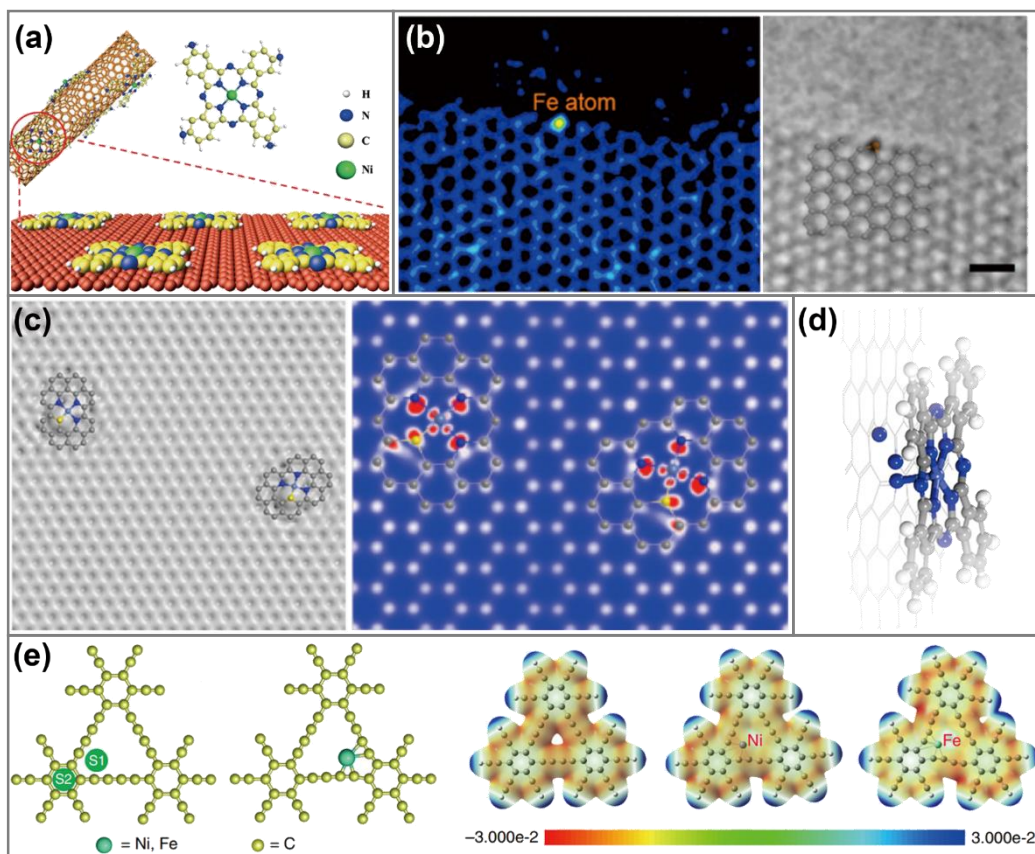 (a)
H
N
C
Ni
(b)
Fe atom
(c)
(d)
(e)
S1
S2
= Ni, Fe
= C
Ni
Fe
−3.000e-2
3.000e-2